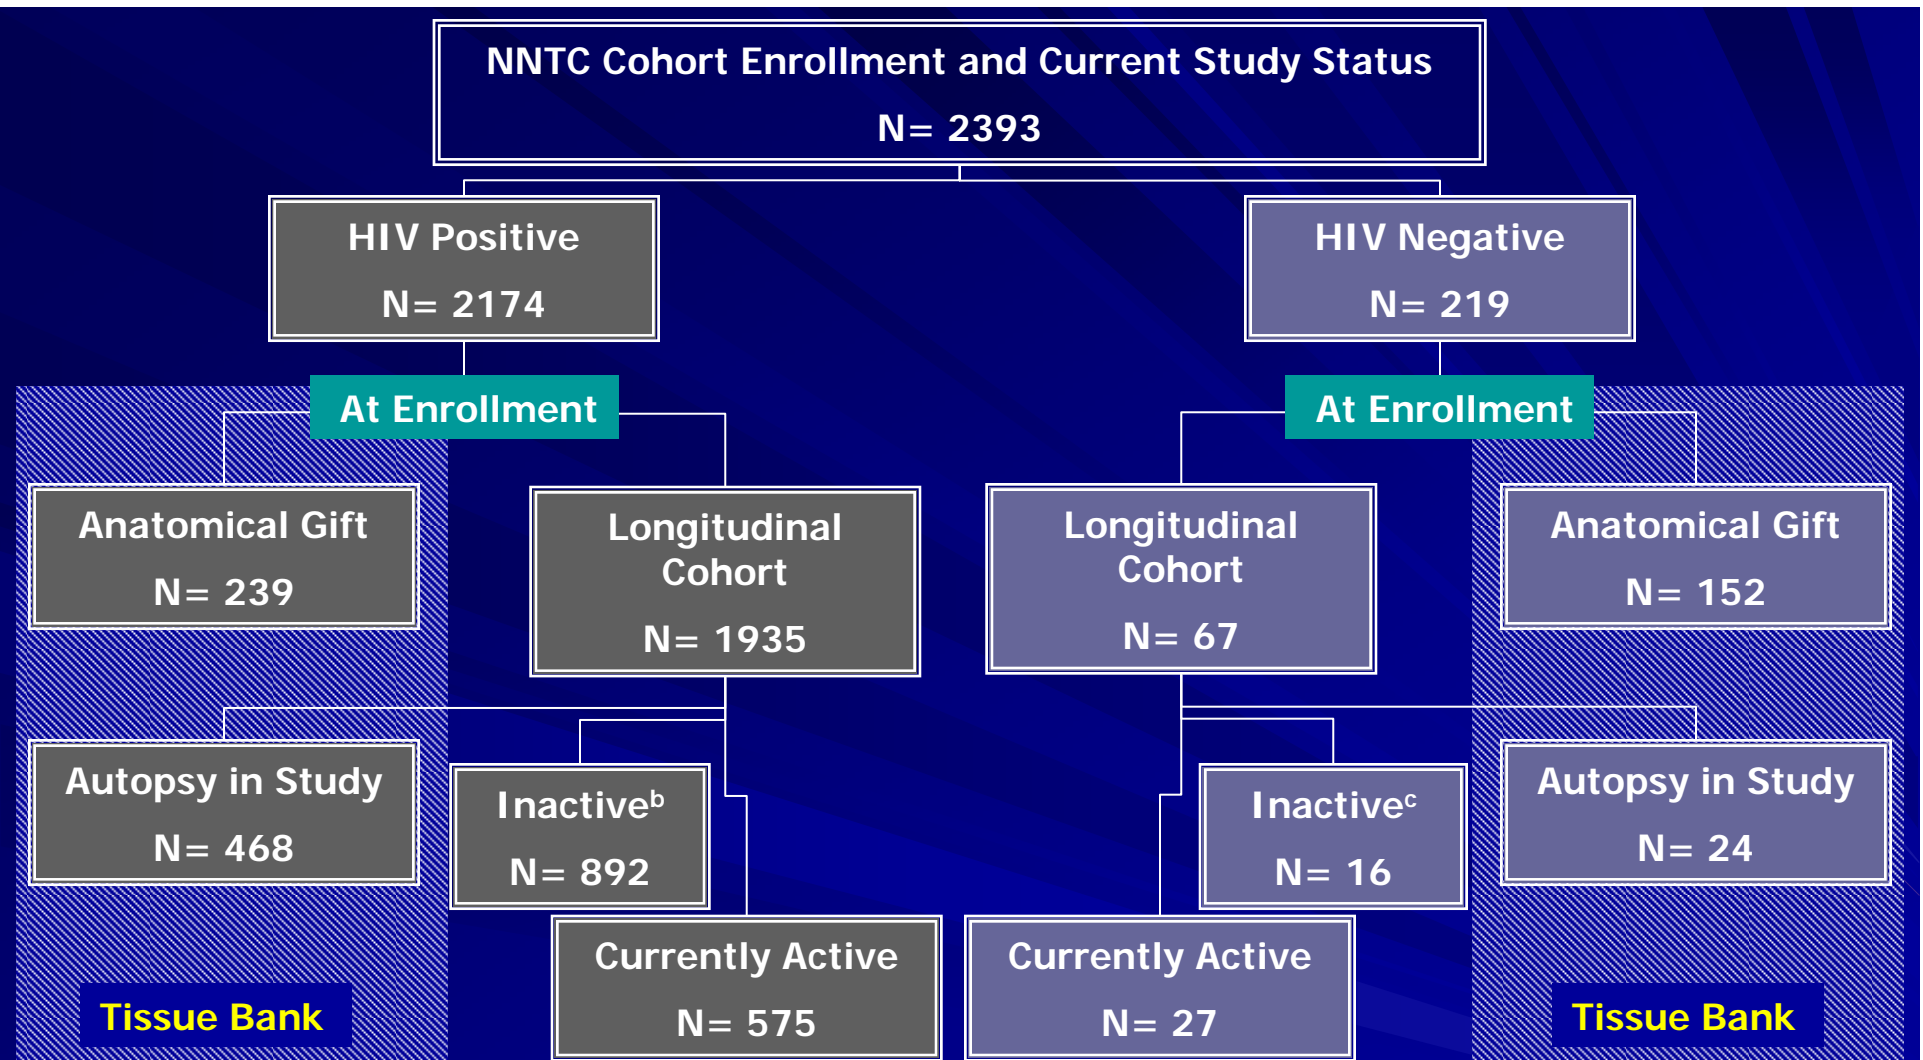 NNTC Cohort Enrollment and Current Study Status
N= 2393
HIV Positive
N= 2174
HIV Negative
N= 219
At Enrollment
At Enrollment
Anatomical Gift
N= 239
Longitudinal
Cohort
N= 1935
Longitudinal
Cohort
N= 67
Anatomical Gift
N= 152
Autopsy in Study
N= 468
Inactiveᵇ
N= 892
Inactiveᶜ
N= 16
Autopsy in Study
N= 24
Currently Active
N= 575
Currently Active
N= 27
Tissue Bank
Tissue Bank